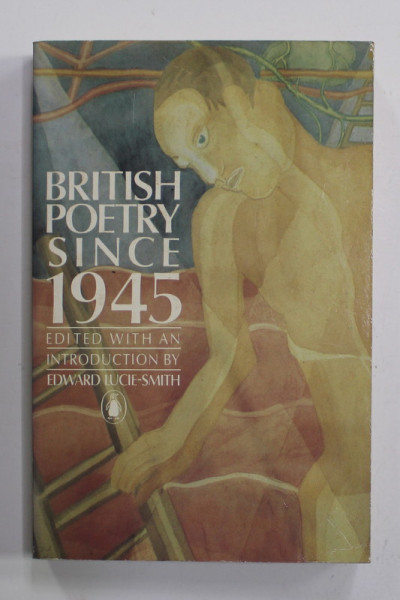 BRITISH
POETRY
SINCE
1945
EDITED WITH AN
INTRODUCTION BY
EDWARD LUCIE-SMITH